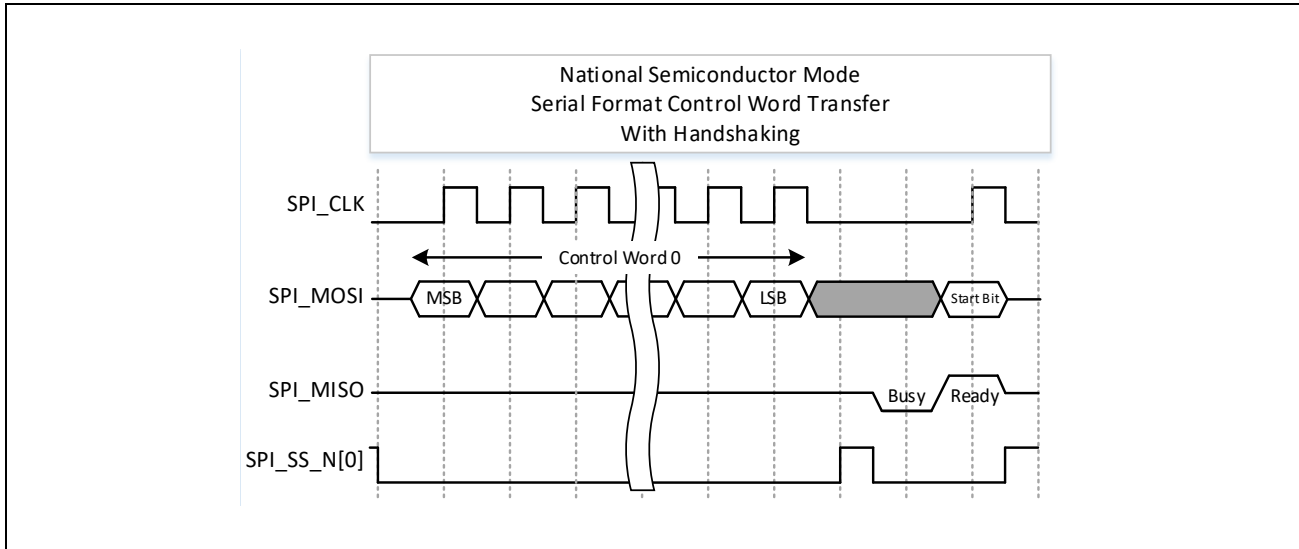 National Semiconductor Mode
Serial Format Control Word Transfer
With Handshaking
SPI_CLK
Control Word 0
SPI_MOSI
MSB
LSB
Start Bit
SPI_MISO
Busy
Ready
SPI_SS_N[0]